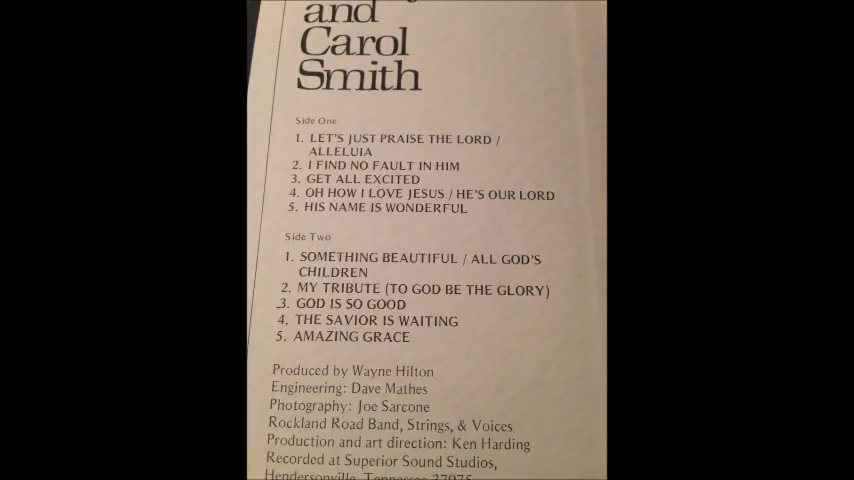 and
Carol
Smith
Side One
1. LET'S JUST PRAISE THE LORD /
ALLELUIA
2. I FIND NO FAULT IN HIM
3. GET ALL EXCITED
4. OH HOW I LOVE JESUS / HE'S OUR LORD
5. HIS NAME IS WONDERFUL
Side Two
1. SOMETHING BEAUTIFUL / ALL GOD'S
CHILDREN
2. MY TRIBUTE (TO GOD BE THE GLORY)
3. GOD IS SO GOOD
4. THE SAVIOR IS WAITING
5. AMAZING GRACE
Produced by Wayne Hilton
Engineering: Dave Mathes
Photography: Joe Sarcone
Rockland Road Band, Strings, & Voices
Production and art direction: Ken Harding
Recorded at Superior Sound Studios,
Hendersonville, Tennessee 37075